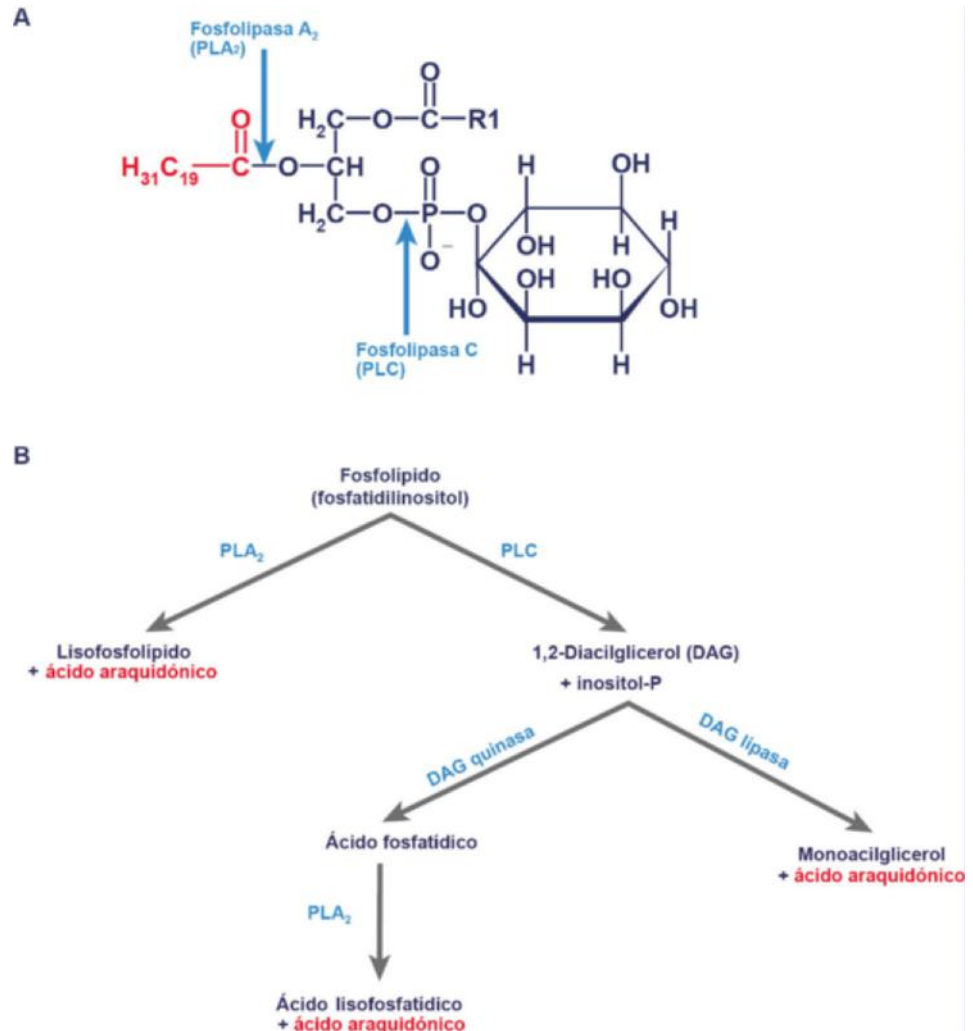 A
Fosfolipasa A₂
(PLA₂)
O
O
H₂C—O—C—R1
H₃₁C₁₉—C—O—CH
O
H
OH
H₂C—O—P—O
H
O⁻
OH
H
OH
HO
HO
OH
H
H
Fosfolipasa C
(PLC)
B
Fosfolípido
(fosfatidilinositol)
PLA₂
PLC
Lisofosfolípido
+ ácido araquidónico
1,2-Diacilglicerol (DAG)
+ inositol-P
DAG quinasa
DAG lipasa
Ácido fosfatídico
Monoacilglicerol
+ ácido araquidónico
PLA₂
Ácido lisofosfatídico
+ ácido araquidónico